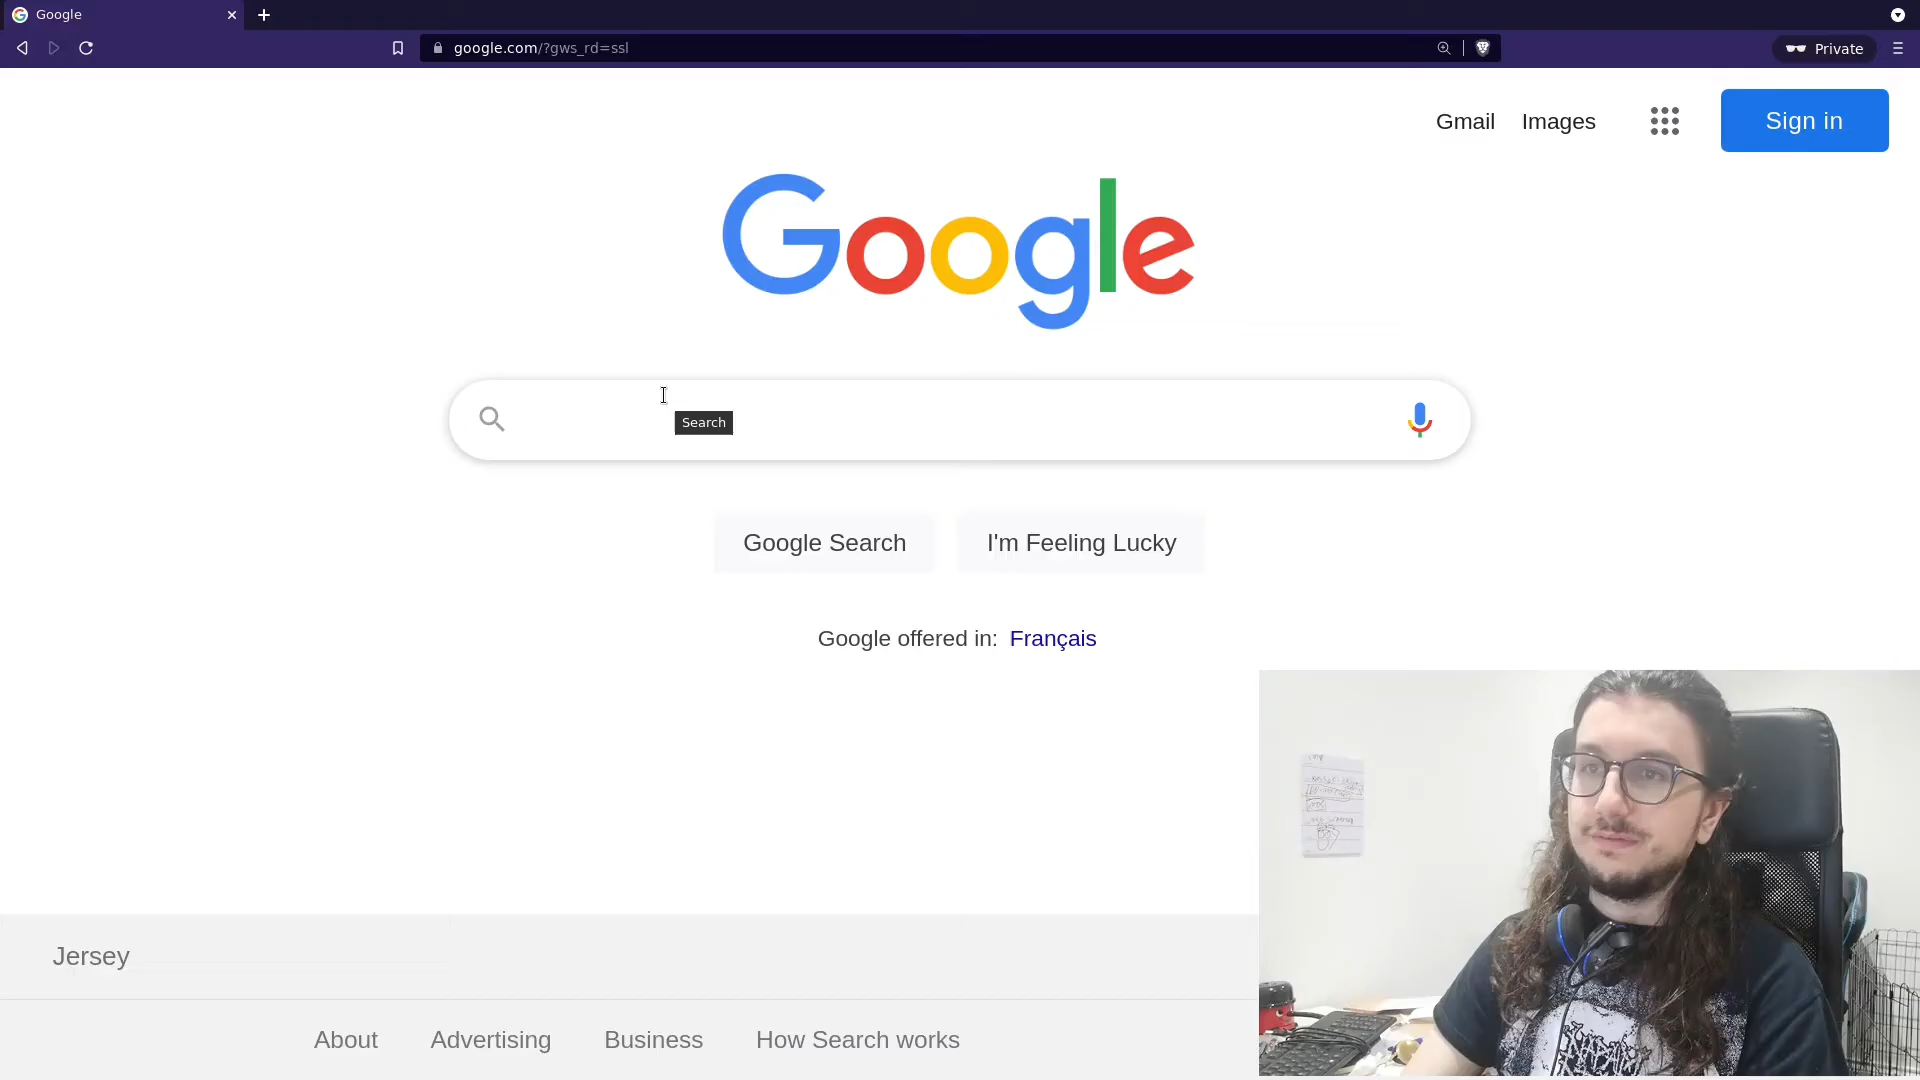 Google
google.com/?gws_rd=ssl
Private
Gmail Images
Sign in
Google
Search
Google Search
I'm Feeling Lucky
Google offered in: Français
Jersey
About Advertising Business How Search works